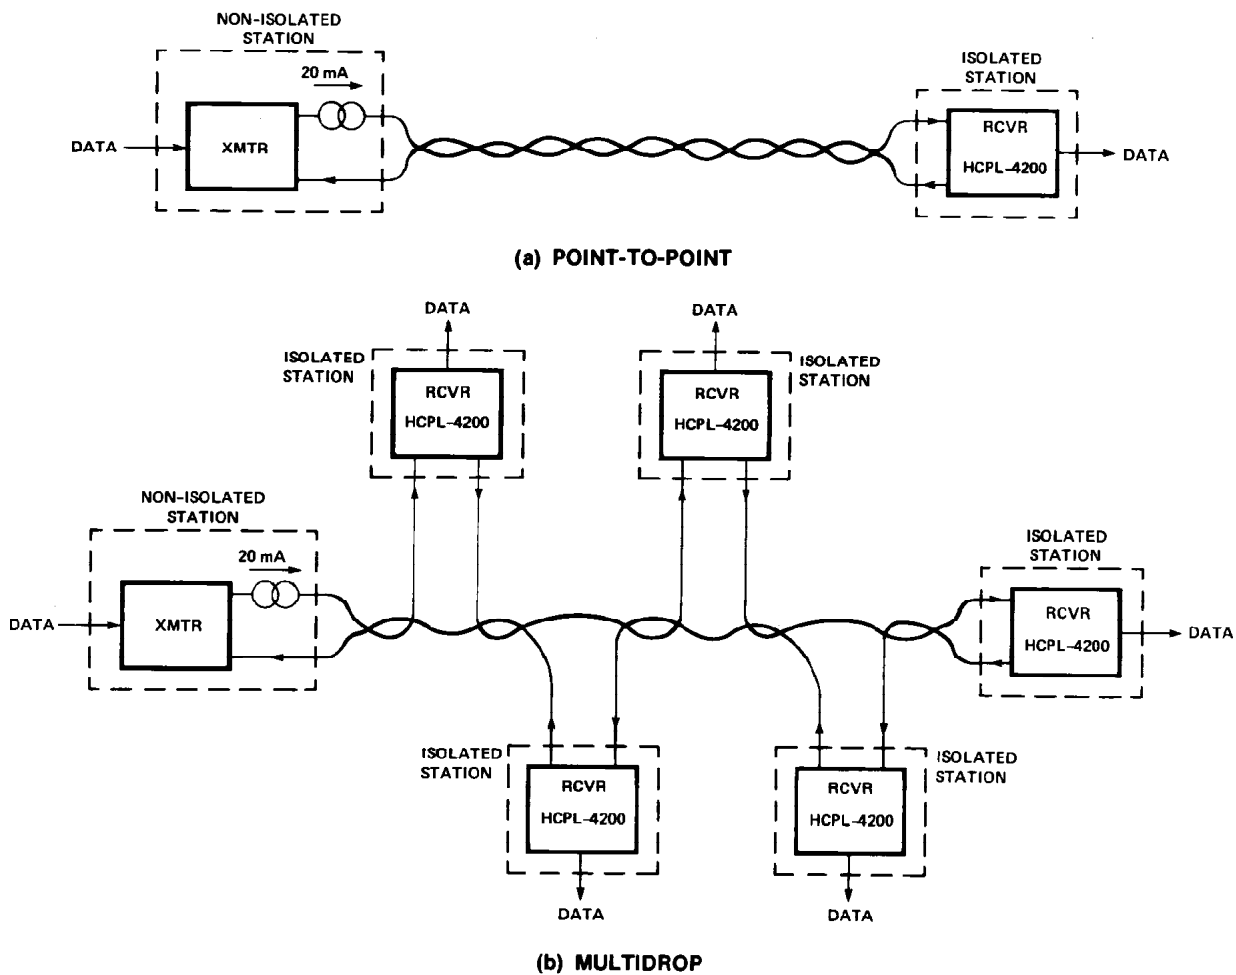 NON-ISOLATED
STATION
20 mA
XMTR
DATA
ISOLATED
STATION
RCVR
HCPL-4200
DATA
(a) POINT-TO-POINT
DATA
ISOLATED
STATION
RCVR
HCPL-4200
DATA
ISOLATED
STATION
RCVR
HCPL-4200
NON-ISOLATED
STATION
20 mA
DATA
XMTR
ISOLATED
STATION
RCVR
HCPL-4200
DATA
ISOLATED
STATION
RCVR
HCPL-4200
DATA
ISOLATED
STATION
RCVR
HCPL-4200
DATA
(b) MULTIDROP